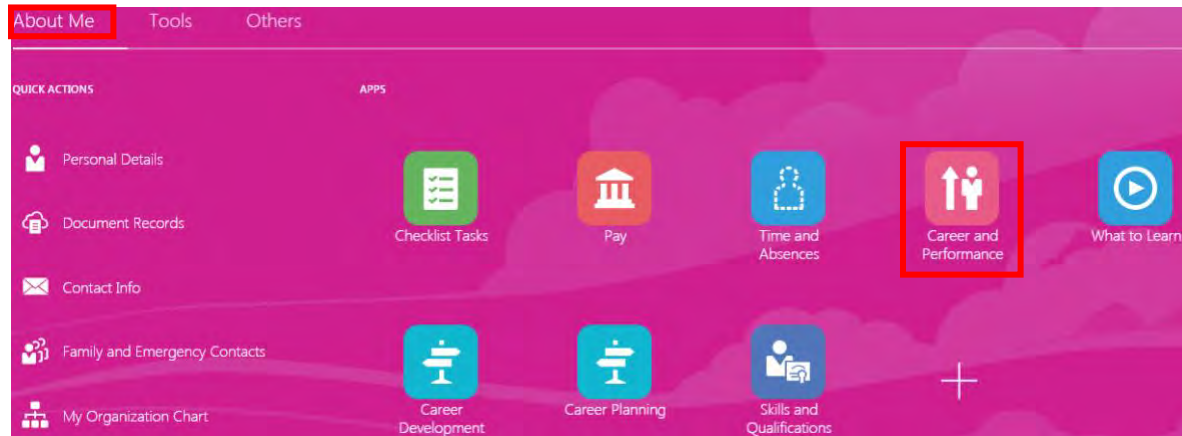 About Me Tools Others
QUICK ACTIONS
APPS
Personal Details
Document Records
Contact Info
Family and Emergency Contacts
My Organization Chart
Checklist Tasks
Pay
Time and
Absences
Career and
Performance
What to Learn
Career
Development
Career Planning
Skills and
Qualifications